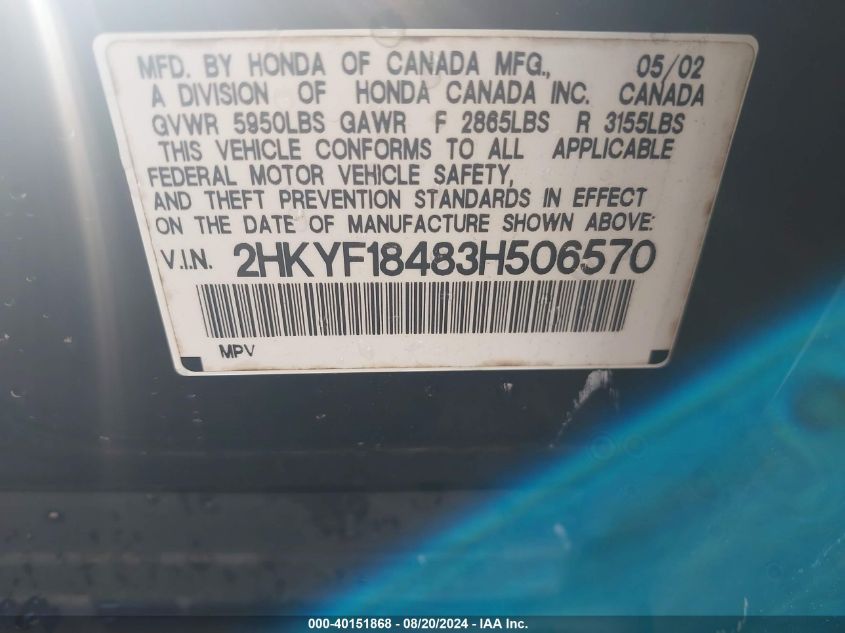 MFD. BY HONDA OF CANADA MFG., 05/02
A DIVISION OF HONDA CANADA INC. CANADA
GVWR 5950LBS GAWR F 2865LBS R 3155LBS
THIS VEHICLE CONFORMS TO ALL APPLICABLE
FEDERAL MOTOR VEHICLE SAFETY,
AND THEFT PREVENTION STANDARDS IN EFFECT
ON THE DATE OF MANUFACTURE SHOWN ABOVE:
V.I.N. 2HKYF18483H506570
MPV
000-40151868 - 08/20/2024 - IAA Inc.